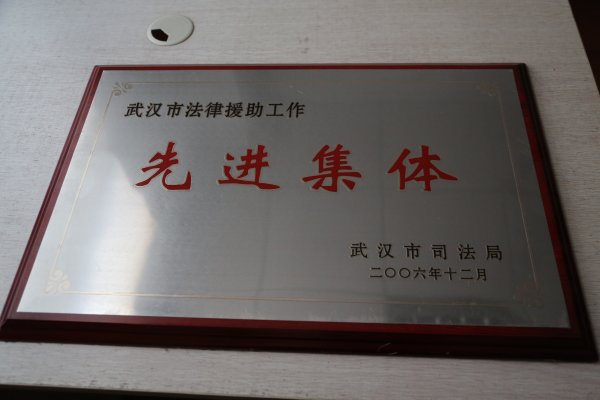 武汉市法律援助工作
先进集体
武汉市司法局
二〇〇六年十二月